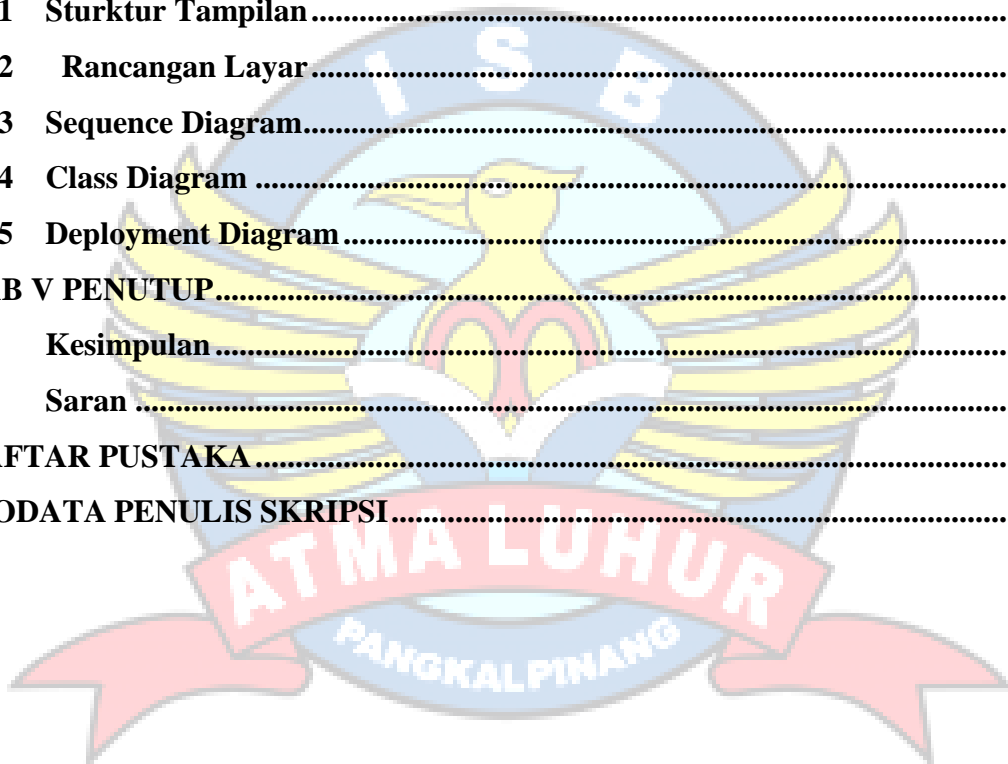 1 Sturktur Tampilan........................................................................
2 Rancangan Layar........................................................................
3 Sequence Diagram........................................................................
4 Class Diagram ........................................................................
5 Deployment Diagram........................................................................
B V PENUTUP........................................................................
Kesimpulan........................................................................
Saran ........................................................................
AFTAR PUSTAKA........................................................................
ODATA PENULIS SKRIPSI........................................................................
I S B
ATMA LUHUR
PANGKALPINANG